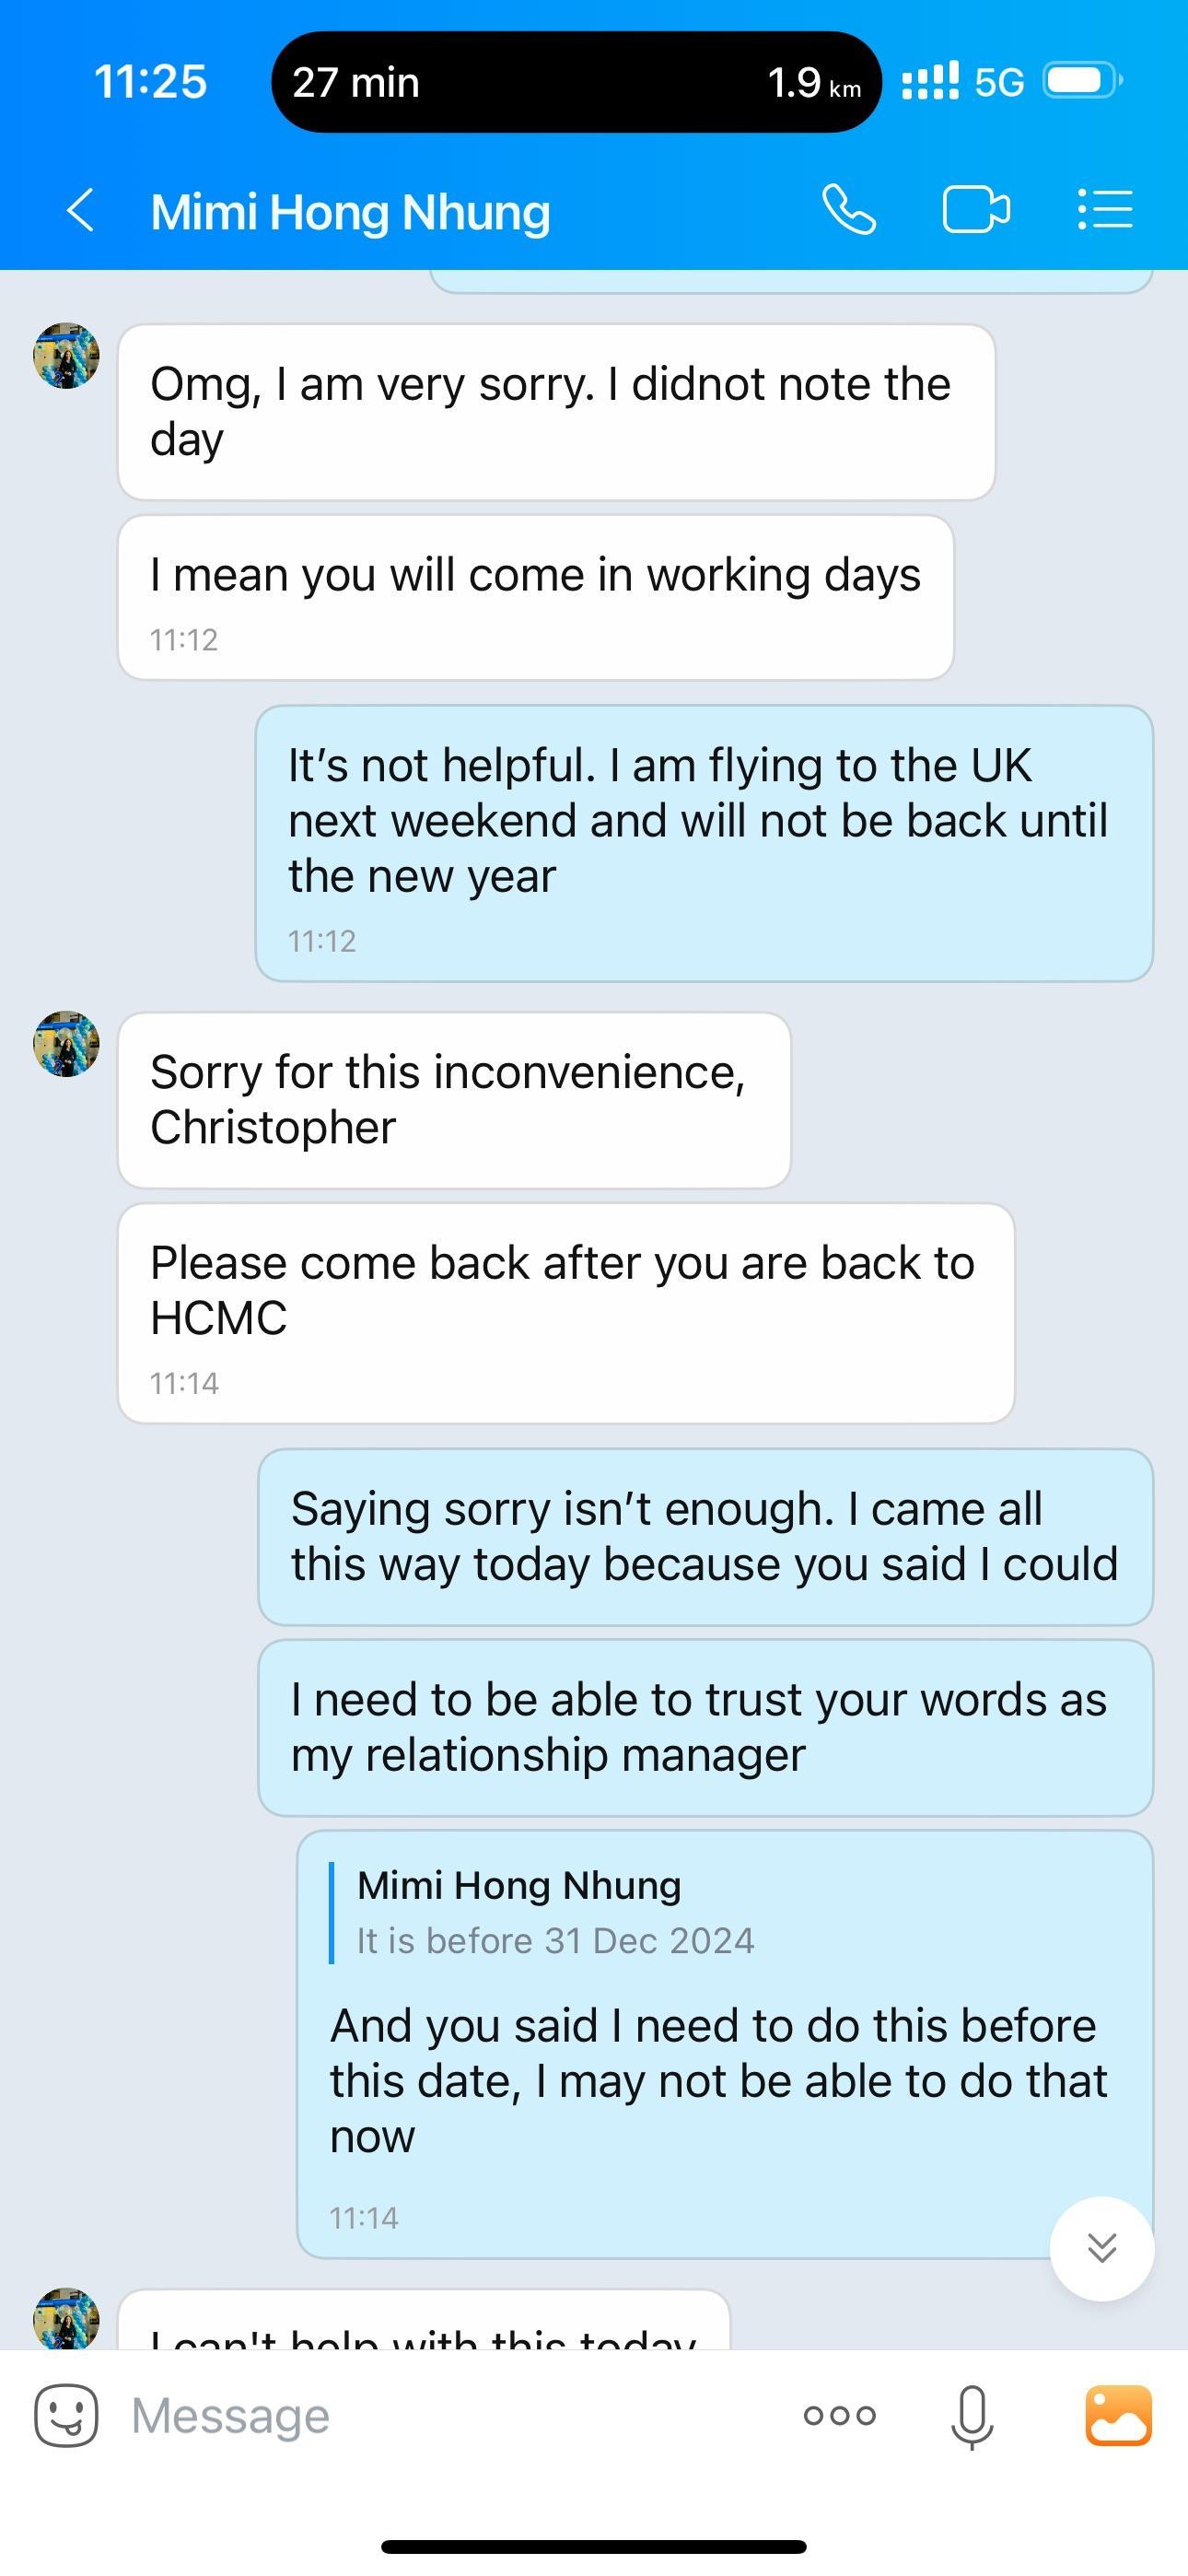 11:25
27 min
1.9 km
5G
Mimi Hong Nhung
Omg, I am very sorry. I didnot note the
day
I mean you will come in working days
11:12
It’s not helpful. I am flying to the UK
next weekend and will not be back until
the new year
11:12
Sorry for this inconvenience,
Christopher
Please come back after you are back to
HCMC
11:14
Saying sorry isn’t enough. I came all
this way today because you said I could
I need to be able to trust your words as
my relationship manager
Mimi Hong Nhung
It is before 31 Dec 2024
And you said I need to do this before
this date, I may not be able to do that
now
11:14
I can't help with this today
Message